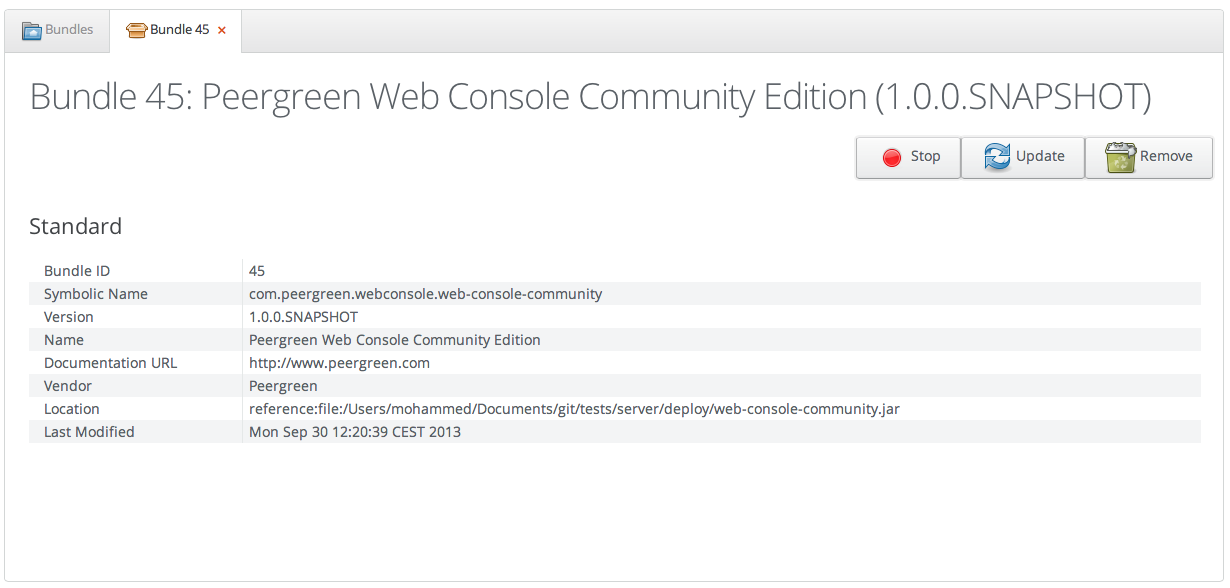 Bundles Bundle 45 ×
Bundle 45: Peergreen Web Console Community Edition (1.0.0.SNAPSHOT)
Stop Update Remove
Standard
Bundle ID 45
Symbolic Name com.peergreen.webconsole.web-console-community
Version 1.0.0.SNAPSHOT
Name Peergreen Web Console Community Edition
Documentation URL http://www.peergreen.com
Vendor Peergreen
Location reference:file:/Users/mohammed/Documents/git/tests/server/deploy/web-console-community.jar
Last Modified Mon Sep 30 12:20:39 CEST 2013